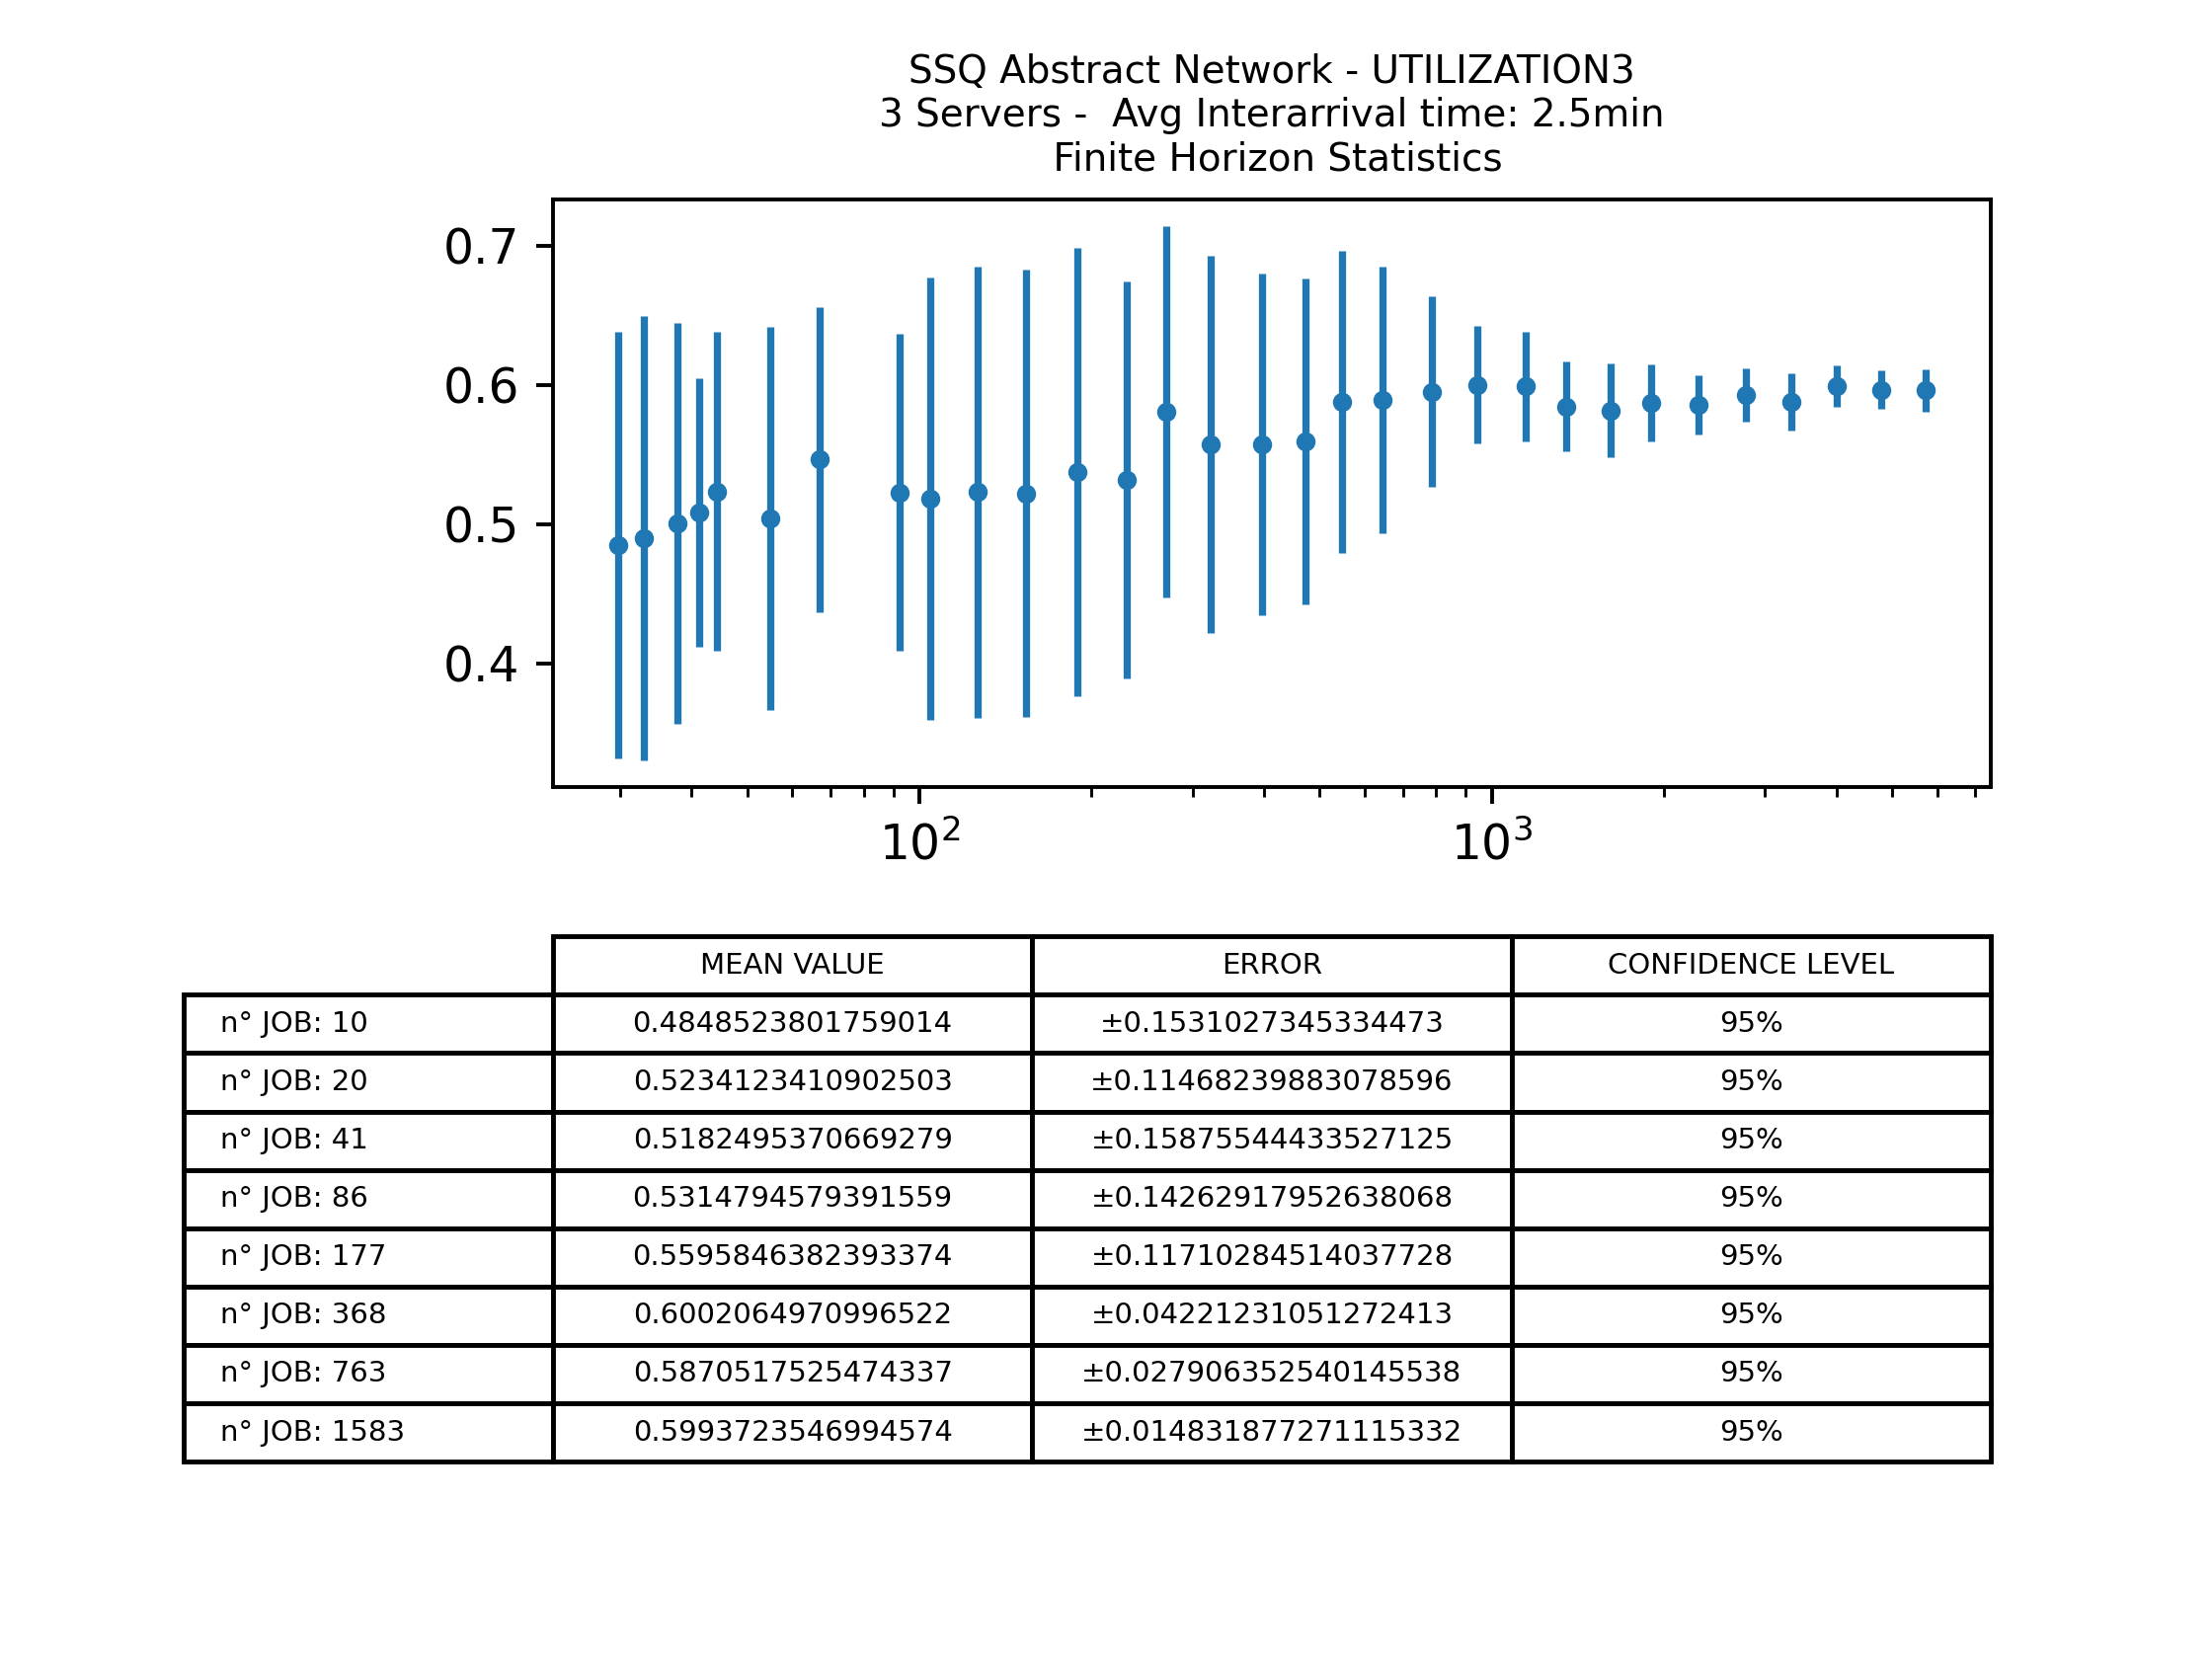 SSQ Abstract Network - UTILIZATION3
3 Servers -  Avg Interarrival time: 2.5min
Finite Horizon Statistics
0.7
0.6
0.5
0.4
10²
10³
MEAN VALUE ERROR CONFIDENCE LEVEL
n° JOB: 10 0.4848523801759014 ±0.1531027345334473 95%
n° JOB: 20 0.5234123410902503 ±0.11468239883078596 95%
n° JOB: 41 0.5182495370669279 ±0.15875544433527125 95%
n° JOB: 86 0.5314794579391559 ±0.14262917952638068 95%
n° JOB: 177 0.5595846382393374 ±0.11710284514037728 95%
n° JOB: 368 0.6002064970996522 ±0.04221231051272413 95%
n° JOB: 763 0.5870517525474337 ±0.027906352540145538 95%
n° JOB: 1583 0.5993723546994574 ±0.014831877271115332 95%